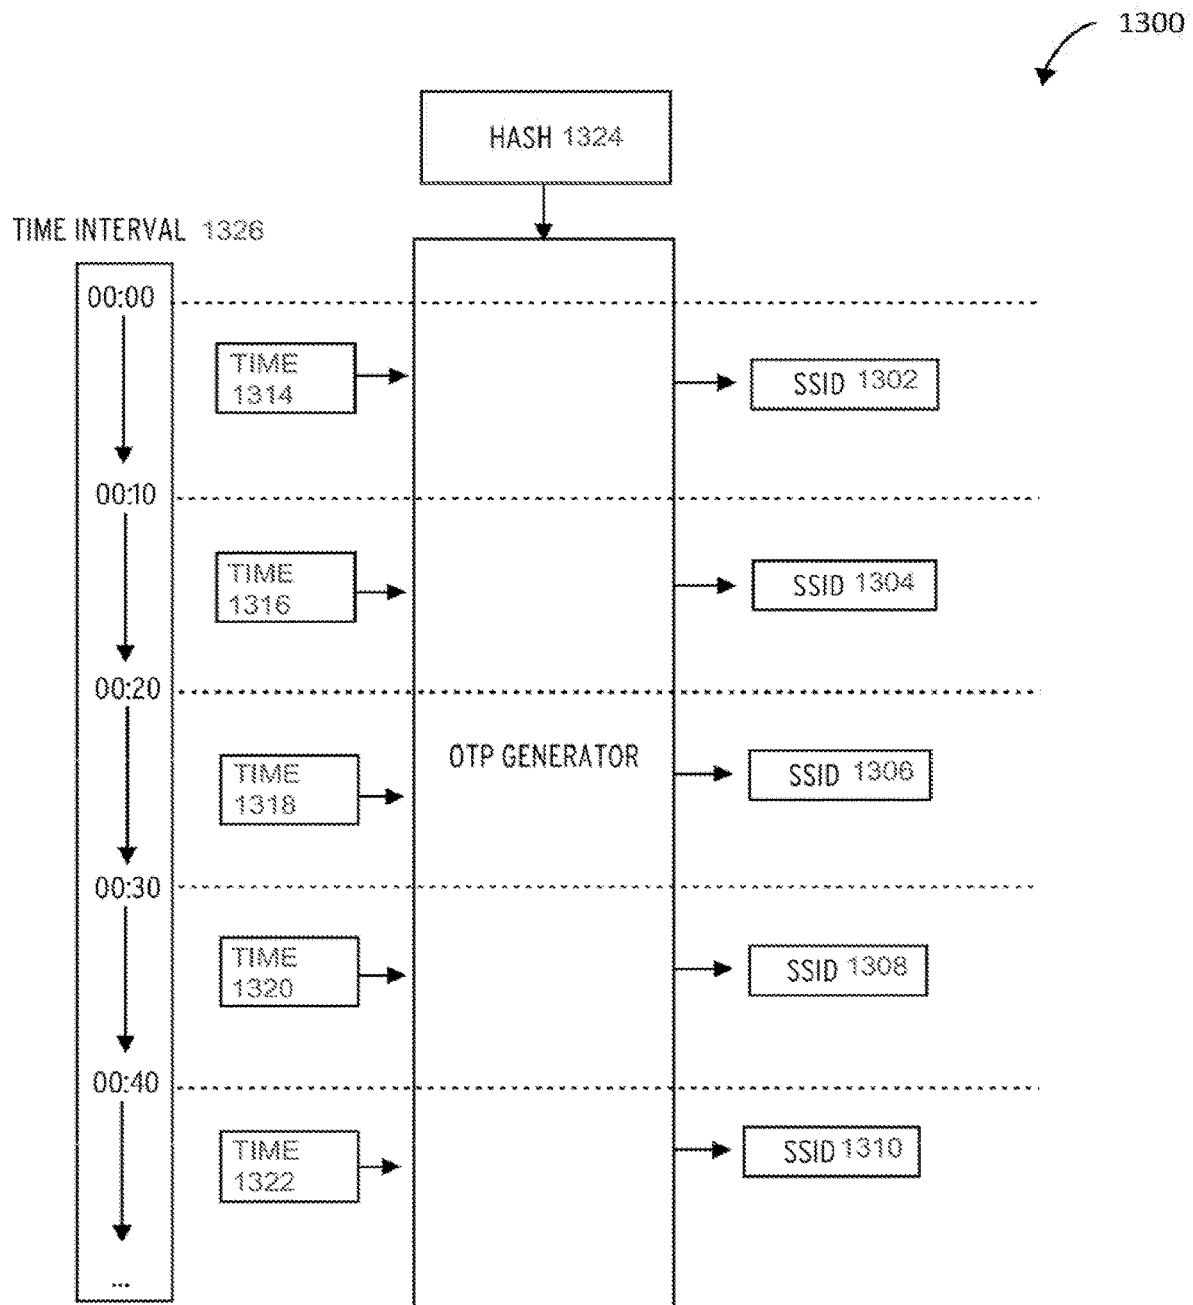 1300
HASH 1324
TIME INTERVAL 1326
00:00
TIME
1314
SSID 1302
00:10
TIME
1316
SSID 1304
00:20
OTP GENERATOR
TIME
1318
SSID 1306
00:30
TIME
1320
SSID 1308
00:40
TIME
1322
SSID 1310
...